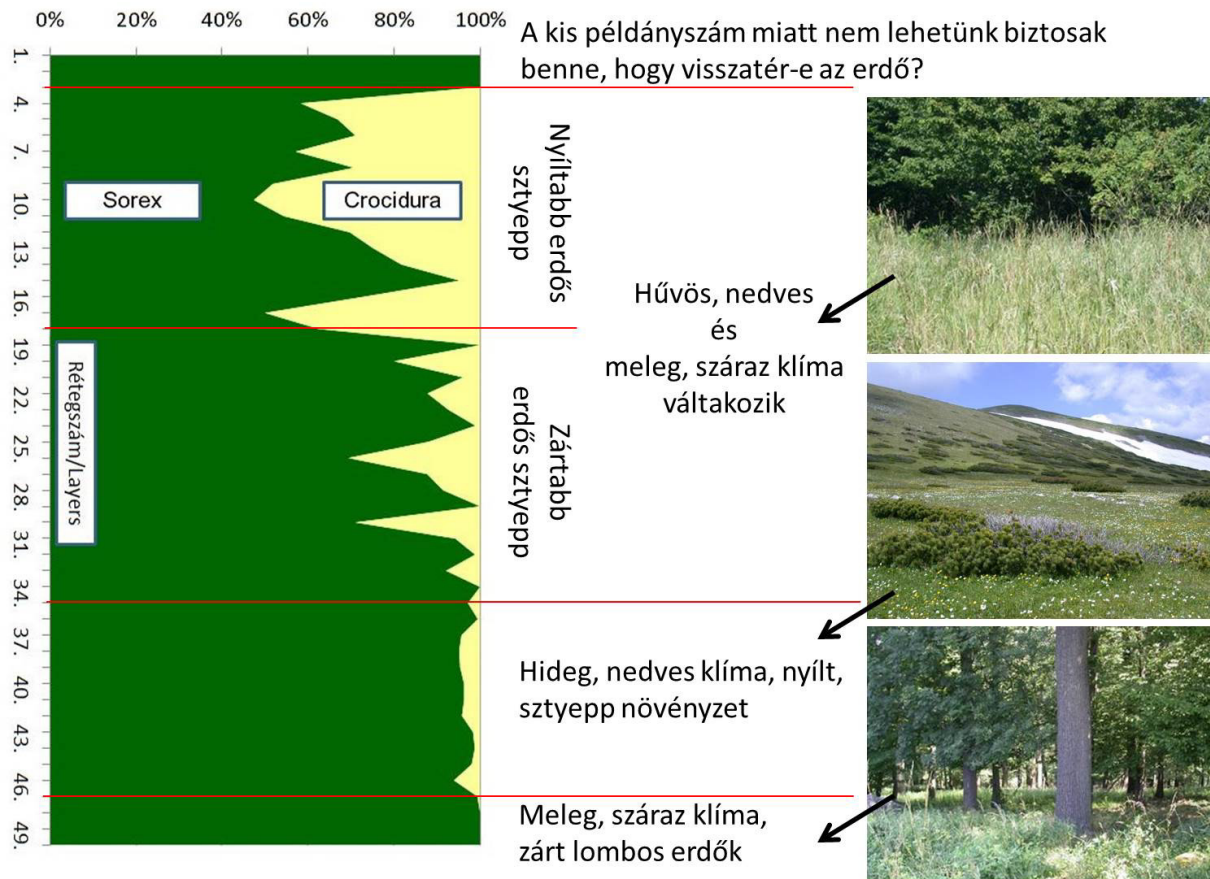 0% 20% 40% 60% 80% 100%
A kis példányszám miatt nem lehetünk biztosak
benne, hogy visszatér-e az erdő?
1.
4.
7.
10.
13.
16.
19.
22.
25.
28.
31.
34.
37.
40.
43.
46.
49.
Sorex
Crocidura
Rétegszám/Layers
Nyíltabb erdős
sztyepp
Zártabb
erdős sztyepp
Hűvös, nedves
és
meleg, száraz klíma
váltakozik
Hideg, nedves klíma, nyílt,
sztyepp növényzet
Meleg, száraz klíma,
zárt lombos erdők